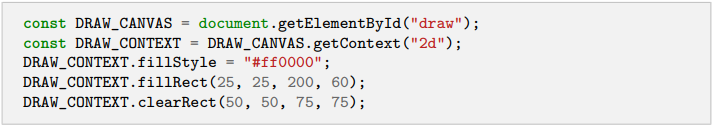 const DRAW_CANVAS = document.getElementById("draw");
const DRAW_CONTEXT = DRAW_CANVAS.getContext("2d");
DRAW_CONTEXT.fillStyle = "#ff0000";
DRAW_CONTEXT.fillRect(25, 25, 200, 60);
DRAW_CONTEXT.clearRect(50, 50, 75, 75);